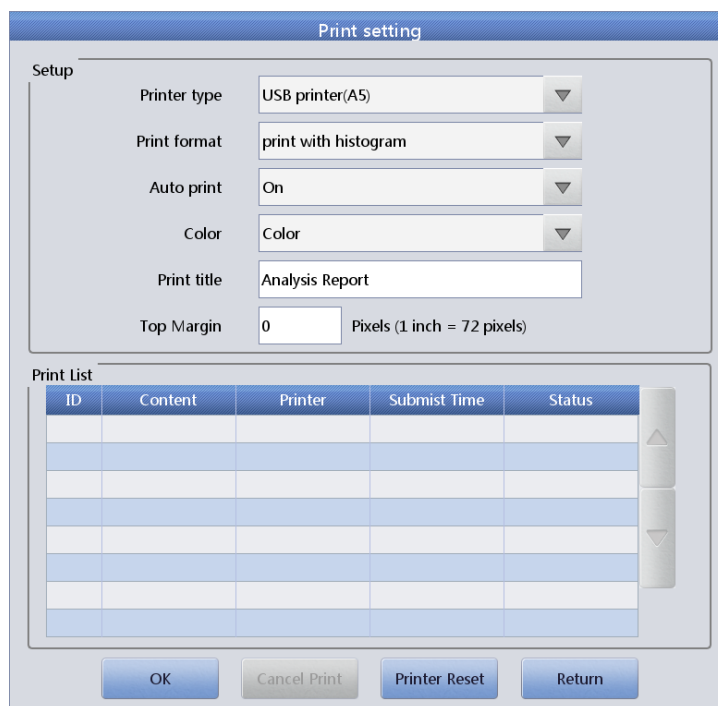 Print setting
Setup
Printer type USB printer(A5)
Print format print with histogram
Auto print On
Color Color
Print title Analysis Report
Top Margin 0 Pixels (1 inch = 72 pixels)
Print List
ID Content Printer Submist Time Status
OK Cancel Print Printer Reset Return